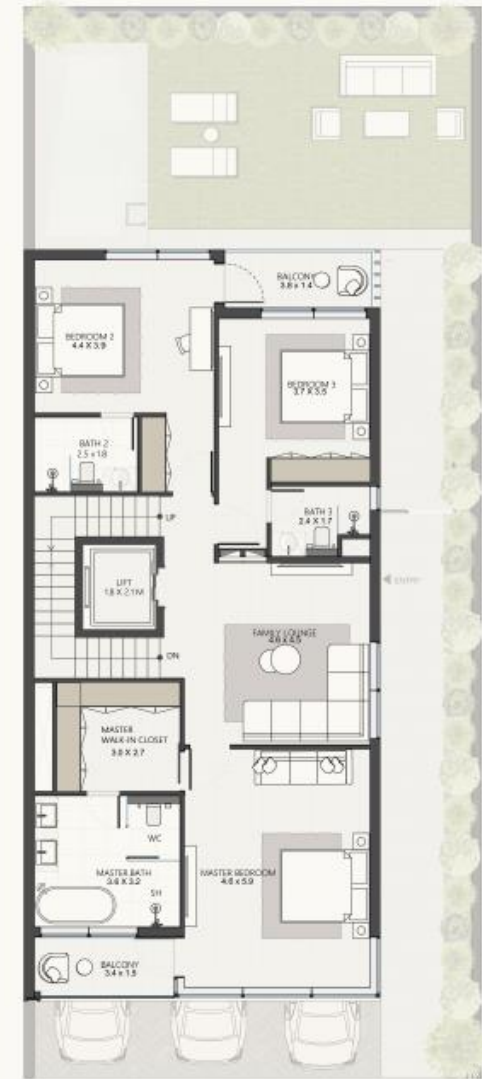 BALCONY
3.8 x 1.4
BEDROOM 2
4.4 X 3.9
BEDROOM 3
3.7 X 3.5
BATH 2
2.5 x 1.8
UP
BATH 3
2.4 X 1.7
LIFT
1.8 X 2.1M
ENTRY
FAMILY LOUNGE
4.6 x 4.5
DN
MASTER
WALK-IN CLOSET
3.0 X 2.7
WC
MASTER BATH
3.6 X 3.2
MASTER BEDROOM
4.6 x 5.9
SH
BALCONY
3.4 x 1.5